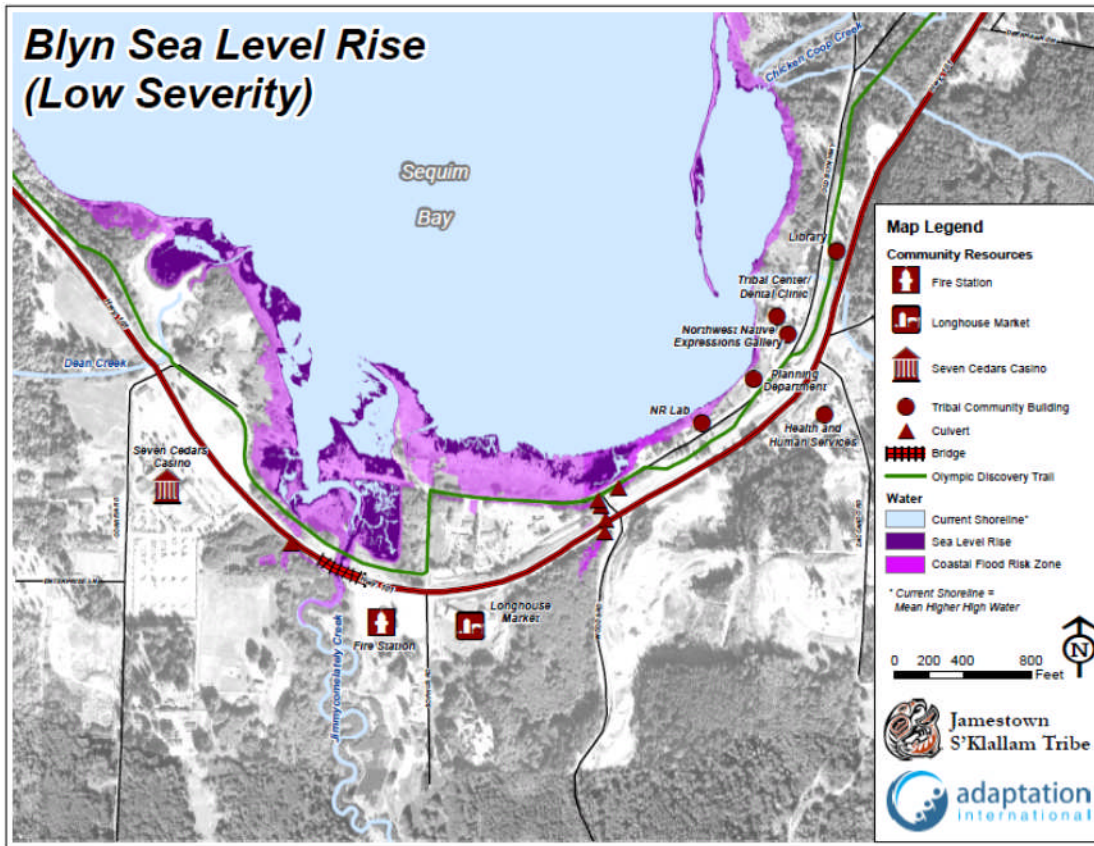 Blyn Sea Level Rise
(Low Severity)
Sequim
Bay
Chicken Coop Creek
Library
Tribal Center/
Dental Clinic
Northwest Native
Expressions Gallery
Planning
Department
NR Lab
Health and
Human Services
Dean Creek
Seven Cedars
Casino
Jimmycomelately Creek
Fire Station
Longhouse
Market
Map Legend
Community Resources
Fire Station
Longhouse Market
Seven Cedars Casino
Tribal Community Building
Culvert
Bridge
Olympic Discovery Trail
Water
Current Shoreline*
Sea Level Rise
Coastal Flood Risk Zone
* Current Shoreline =
Mean Higher High Water
N
0 200 400 800
Feet
Jamestown
S'Klallam Tribe
adaptation
international